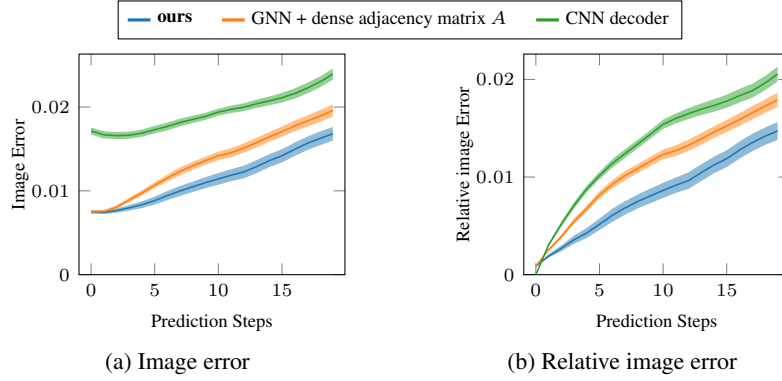 ours GNN + dense adjacency matrix A CNN decoder
0.02
0.01
0
0 5 10 15
Image Error
Prediction Steps
(a) Image error
0.02
0.01
0
0 5 10 15
Relative image Error
Prediction Steps
(b) Relative image error